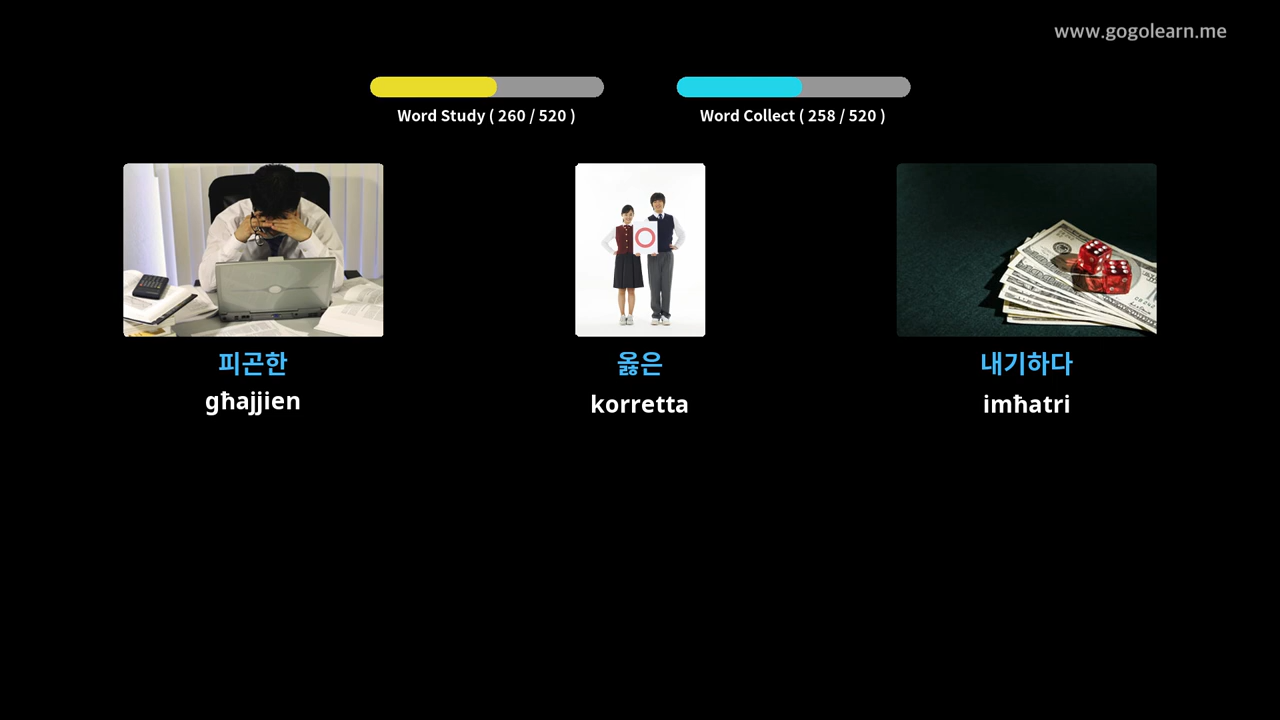 www.gogolearn.me
Word Study ( 260 / 520 )
Word Collect ( 258 / 520 )
피곤한
옳은
내기하다
għajjien
korretta
imħatri